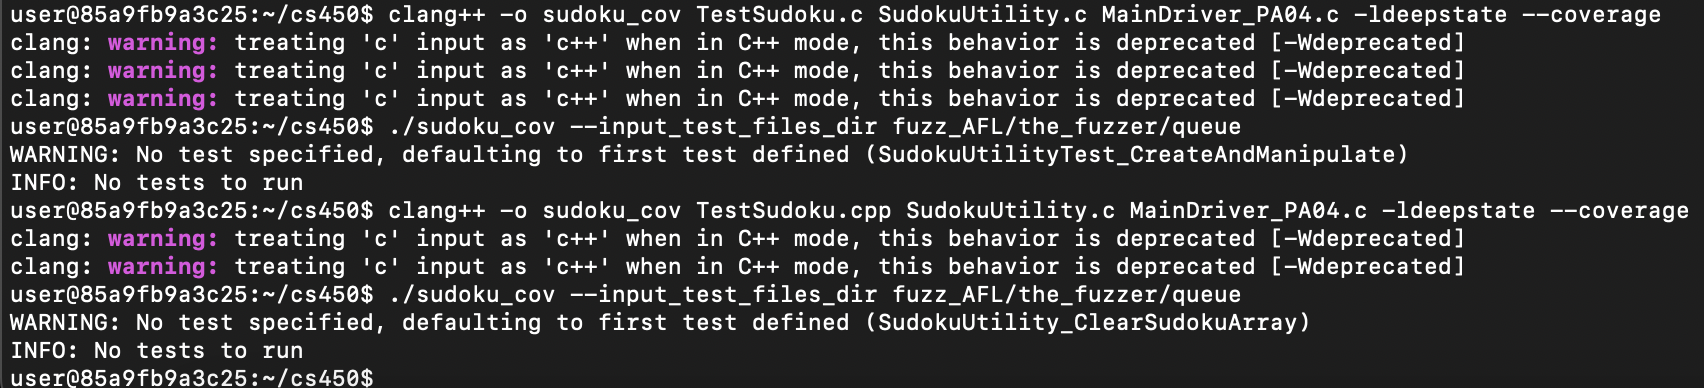 user@85a9fb9a3c25:~/cs450$ clang++ -o sudoku_cov TestSudoku.c SudokuUtility.c MainDriver_PA04.c -ldeepstate --coverage
clang: warning: treating 'c' input as 'c++' when in C++ mode, this behavior is deprecated [-Wdeprecated]
clang: warning: treating 'c' input as 'c++' when in C++ mode, this behavior is deprecated [-Wdeprecated]
clang: warning: treating 'c' input as 'c++' when in C++ mode, this behavior is deprecated [-Wdeprecated]
user@85a9fb9a3c25:~/cs450$ ./sudoku_cov --input_test_files_dir fuzz_AFL/the_fuzzer/queue
WARNING: No test specified, defaulting to first test defined (SudokuUtilityTest_CreateAndManipulate)
INFO: No tests to run
user@85a9fb9a3c25:~/cs450$ clang++ -o sudoku_cov TestSudoku.cpp SudokuUtility.c MainDriver_PA04.c -ldeepstate --coverage
clang: warning: treating 'c' input as 'c++' when in C++ mode, this behavior is deprecated [-Wdeprecated]
clang: warning: treating 'c' input as 'c++' when in C++ mode, this behavior is deprecated [-Wdeprecated]
user@85a9fb9a3c25:~/cs450$ ./sudoku_cov --input_test_files_dir fuzz_AFL/the_fuzzer/queue
WARNING: No test specified, defaulting to first test defined (SudokuUtility_ClearSudokuArray)
INFO: No tests to run
user@85a9fb9a3c25:~/cs450$